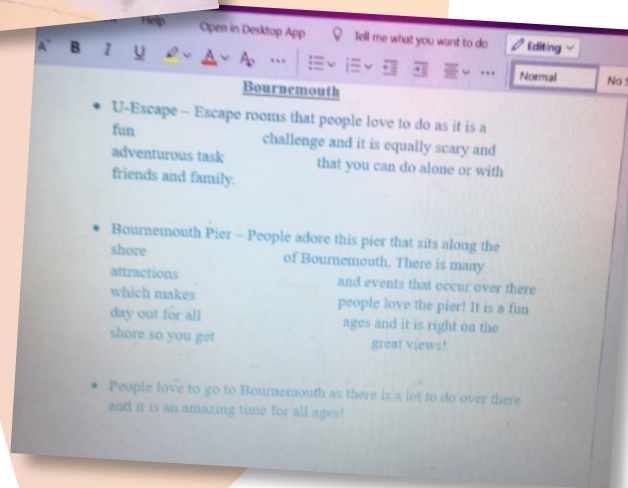 Help Open in Desktop App Tell me what you want to do Editing
A B I U A A ... ... Normal No S
Bournemouth
• U-Escape – Escape rooms that people love to do as it is a
fun challenge and it is equally scary and
adventurous task that you can do alone or with
friends and family.
• Bournemouth Pier – People adore this pier that sits along the
shore of Bournemouth. There is many
attractions and events that occur over there
which makes people love the pier! It is a fun
day out for all ages and it is right on the
shore so you get great views!
• People love to go to Bournemouth as there is a lot to do over there
and it is an amazing time for all ages!